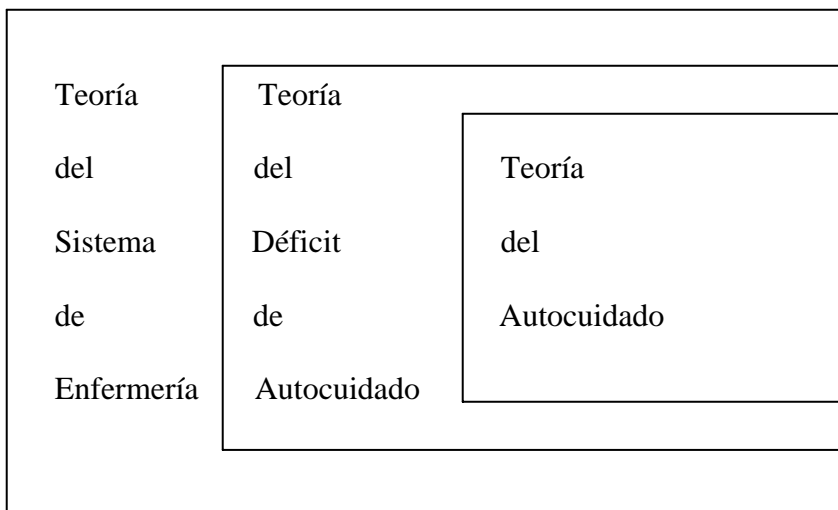 Teoría
del
Sistema
de
Enfermería
Teoría
del
Déficit
de
Autocuidado
Teoría
del
Autocuidado